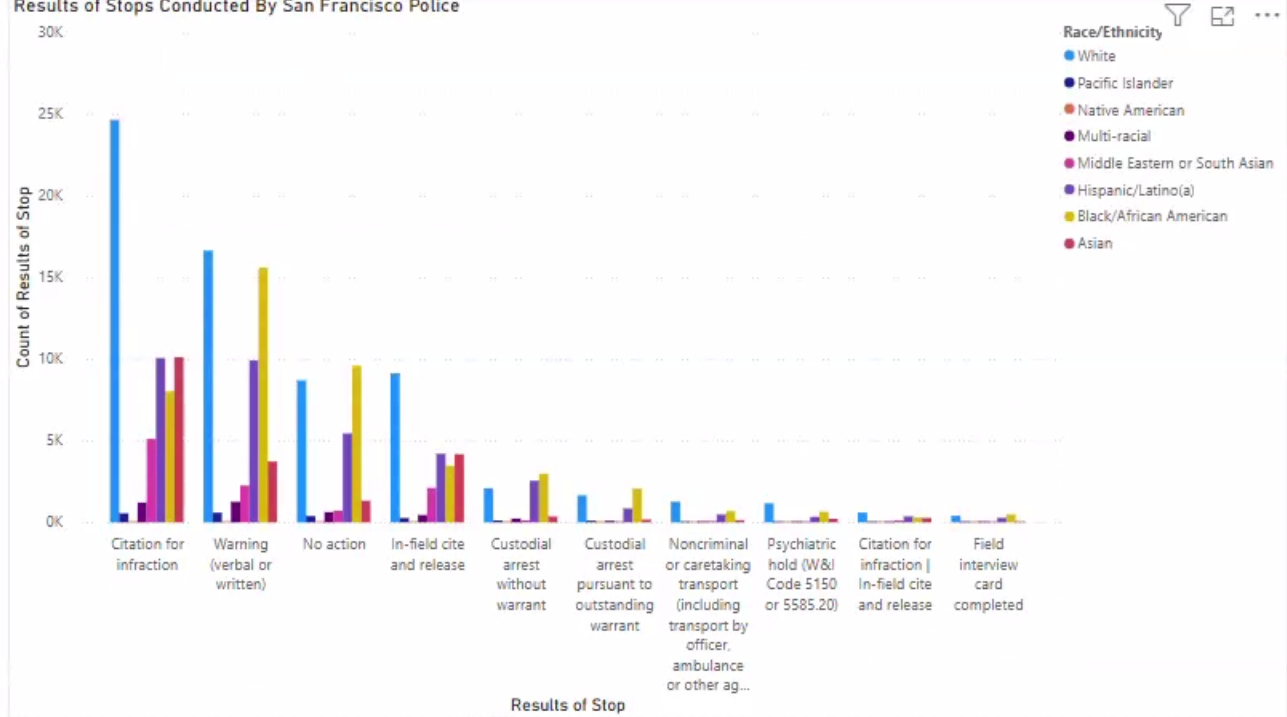 Results of Stops Conducted By San Francisco Police
30K
25K
20K
15K
10K
5K
0K
Count of Results of Stop
Race/Ethnicity
White
Pacific Islander
Native American
Multi-racial
Middle Eastern or South Asian
Hispanic/Latino(a)
Black/African American
Asian
Citation for
infraction
Warning
(verbal or
written)
No action
In-field cite
and release
Custodial
arrest
without
warrant
Custodial
arrest
pursuant to
outstanding
warrant
Noncriminal
or caretaking
transport
(including
transport by
officer,
ambulance
or other ag...
Psychiatric
hold (W&I
Code 5150
or 5585.20)
Citation for
infraction |
In-field cite
and release
Field
interview
card
completed
Results of Stop